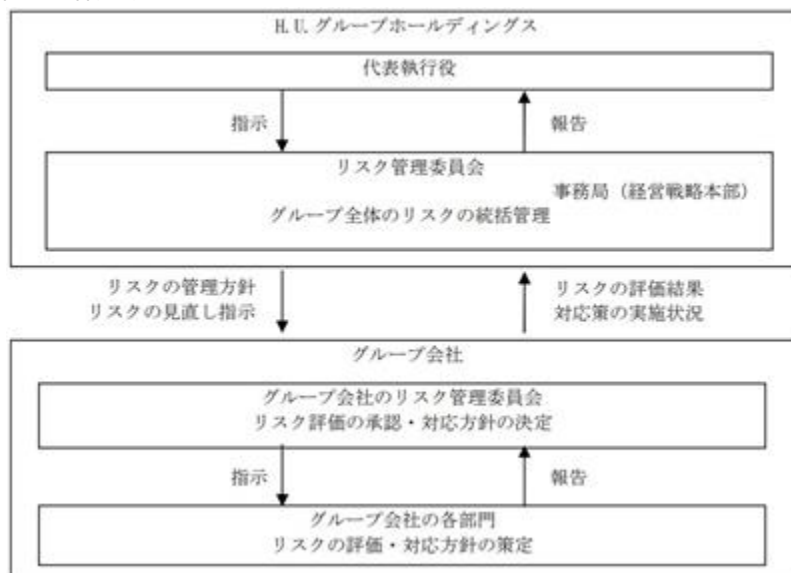 H.U.グループホールディングス
代表執行役
指示
報告
リスク管理委員会
事務局（経営戦略本部）
グループ全体のリスクの統括管理
リスクの管理方針
リスクの見直し指示
リスクの評価結果
対応策の実施状況
グループ会社
グループ会社のリスク管理委員会
リスク評価の承認・対応方針の決定
指示
報告
グループ会社の各部門
リスクの評価・対応方針の策定